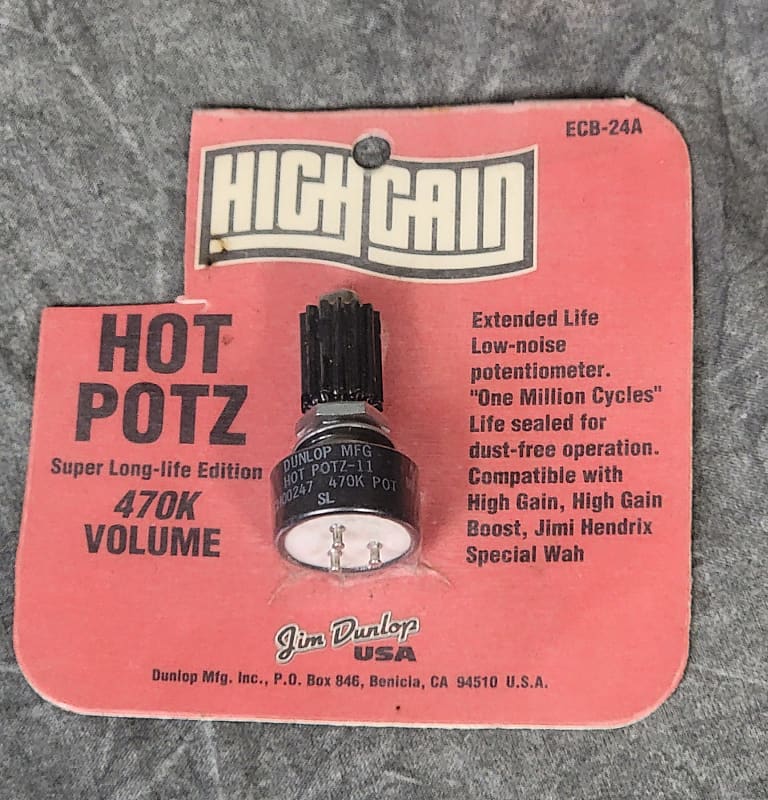 ECB-24A
HIGH GAIN
HOT
POTZ
Super Long-life Edition
470K
VOLUME
DUNLOP MFG
HOT POTZ-11
00247 470K POT
SL
Extended Life
Low-noise
potentiometer.
"One Million Cycles"
Life sealed for
dust-free operation.
Compatible with
High Gain, High Gain
Boost, Jimi Hendrix
Special Wah
Jim Dunlop
USA
Dunlop Mfg. Inc., P.O. Box 846, Benicia, CA 94510 U.S.A.